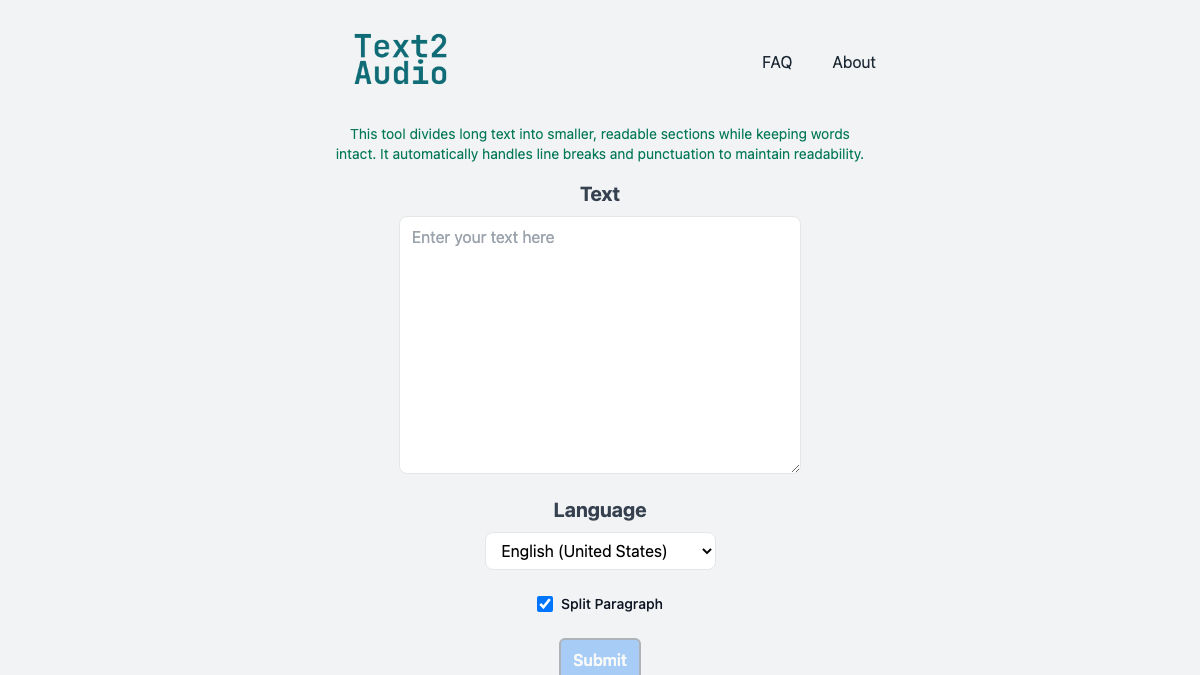 Text2
Audio
FAQ
About
This tool divides long text into smaller, readable sections while keeping words
intact. It automatically handles line breaks and punctuation to maintain readability.
Text
Enter your text here
Language
English (United States)
Split Paragraph
Submit